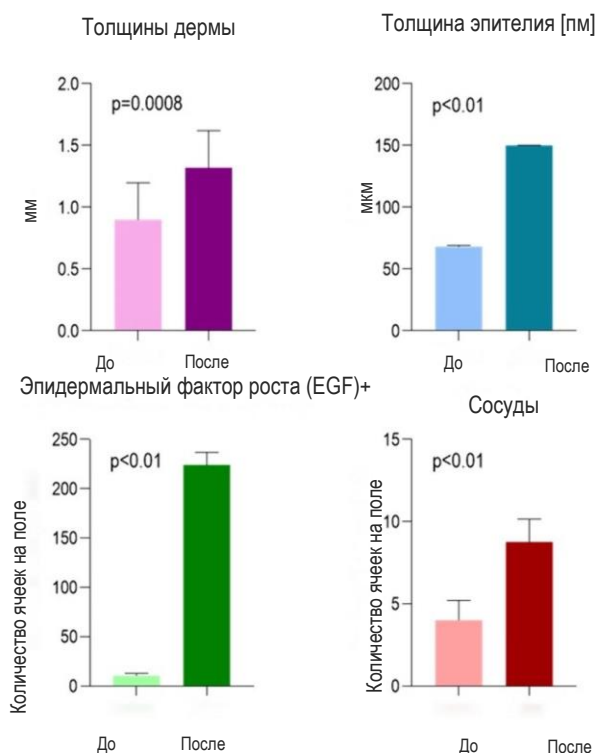 Толщины дермы
2.0
1.5
1.0
0.5
0.0
мм
p=0.0008
До После
Толщина эпителия [пм]
200
150
100
50
0
мкм
p<0.01
До После
Эпидермальный фактор роста (EGF)+
250
200
150
100
50
0
Количество ячеек на поле
p<0.01
До После
Сосуды
15
10
5
0
Количество ячеек на поле
p<0.01
До После